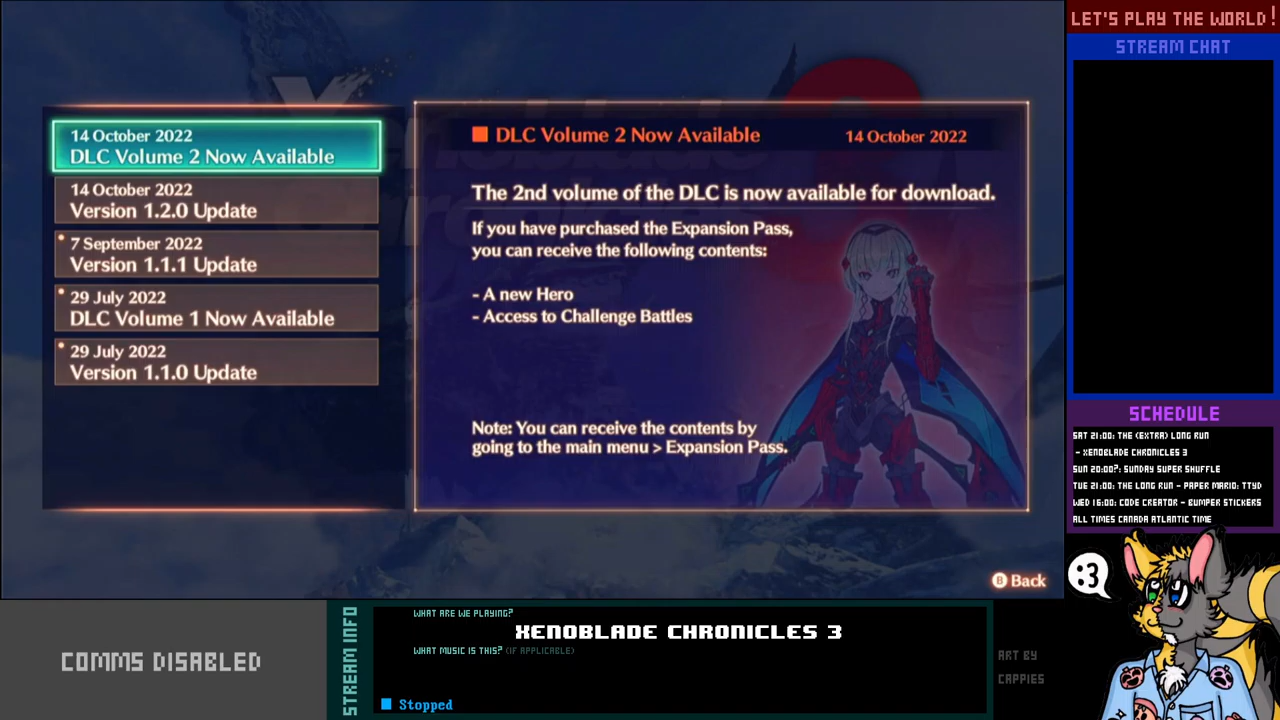 14 October 2022
DLC Volume 2 Now Available
14 October 2022
Version 1.2.0 Update
7 September 2022
Version 1.1.1 Update
29 July 2022
DLC Volume 1 Now Available
29 July 2022
Version 1.1.0 Update
DLC Volume 2 Now Available 14 October 2022
The 2nd volume of the DLC is now available for download.
If you have purchased the Expansion Pass,
you can receive the following contents:
- A new Hero
- Access to Challenge Battles
Note: You can receive the contents by
going to the main menu > Expansion Pass.
B Back
LET'S PLAY THE WORLD!
STREAM CHAT
SCHEDULE
SAT 21:00: THE (EXTRA) LONG RUN
- XENOBLADE CHRONICLES 3
SUN 20:00?: SUNDAY SUPER SHUFFLE
TUE 21:00: THE LONG RUN - PAPER MARIO: TTYD
WED 16:00: CODE CREATOR - BUMPER STICKERS
ALL TIMES CANADA ATLANTIC TIME
:3
COMMS DISABLED
STREAM INFO
WHAT ARE WE PLAYING?
XENOBLADE CHRONICLES 3
WHAT MUSIC IS THIS? (IF APPLICABLE)
Stopped
ART BY
CAPPIES